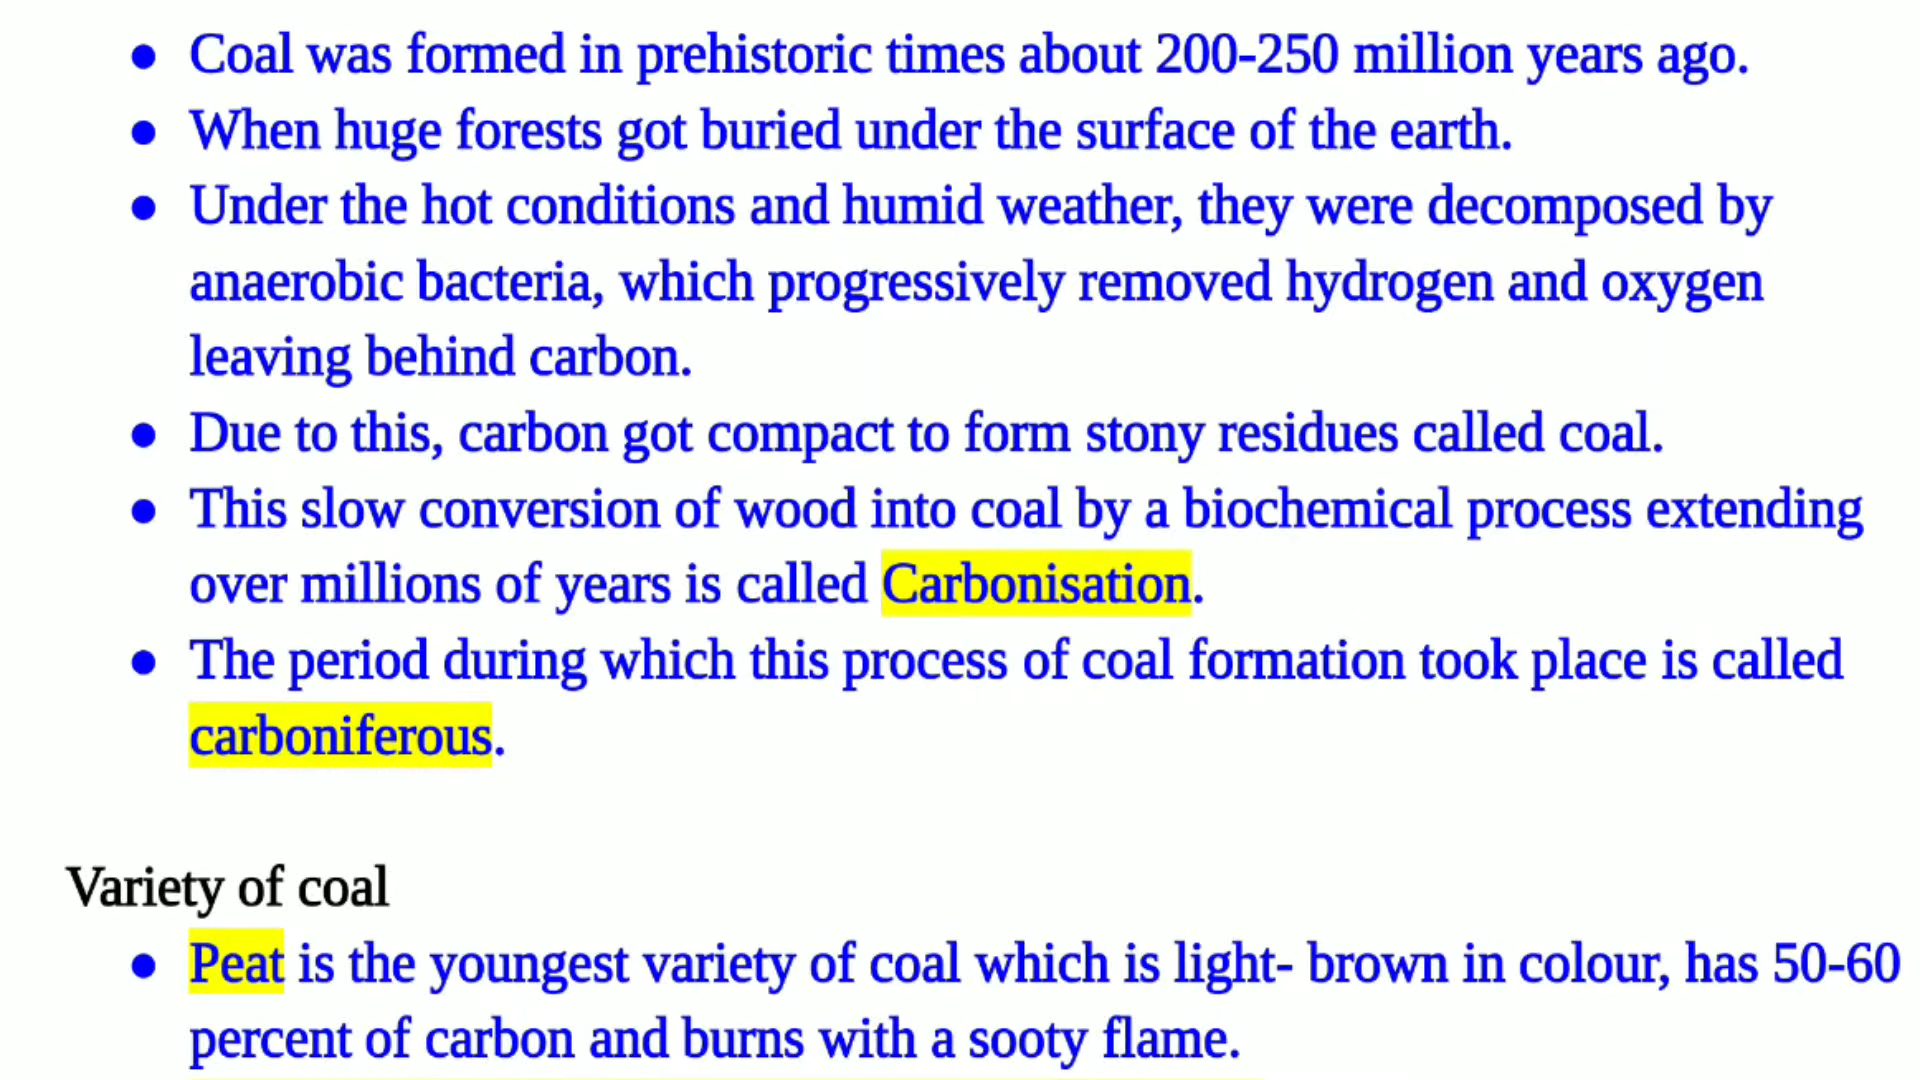 ● Coal was formed in prehistoric times about 200-250 million years ago.
● When huge forests got buried under the surface of the earth.
● Under the hot conditions and humid weather, they were decomposed by
anaerobic bacteria, which progressively removed hydrogen and oxygen
leaving behind carbon.
● Due to this, carbon got compact to form stony residues called coal.
● This slow conversion of wood into coal by a biochemical process extending
over millions of years is called Carbonisation.
● The period during which this process of coal formation took place is called
carboniferous.
Variety of coal
● Peat is the youngest variety of coal which is light- brown in colour, has 50-60
percent of carbon and burns with a sooty flame.